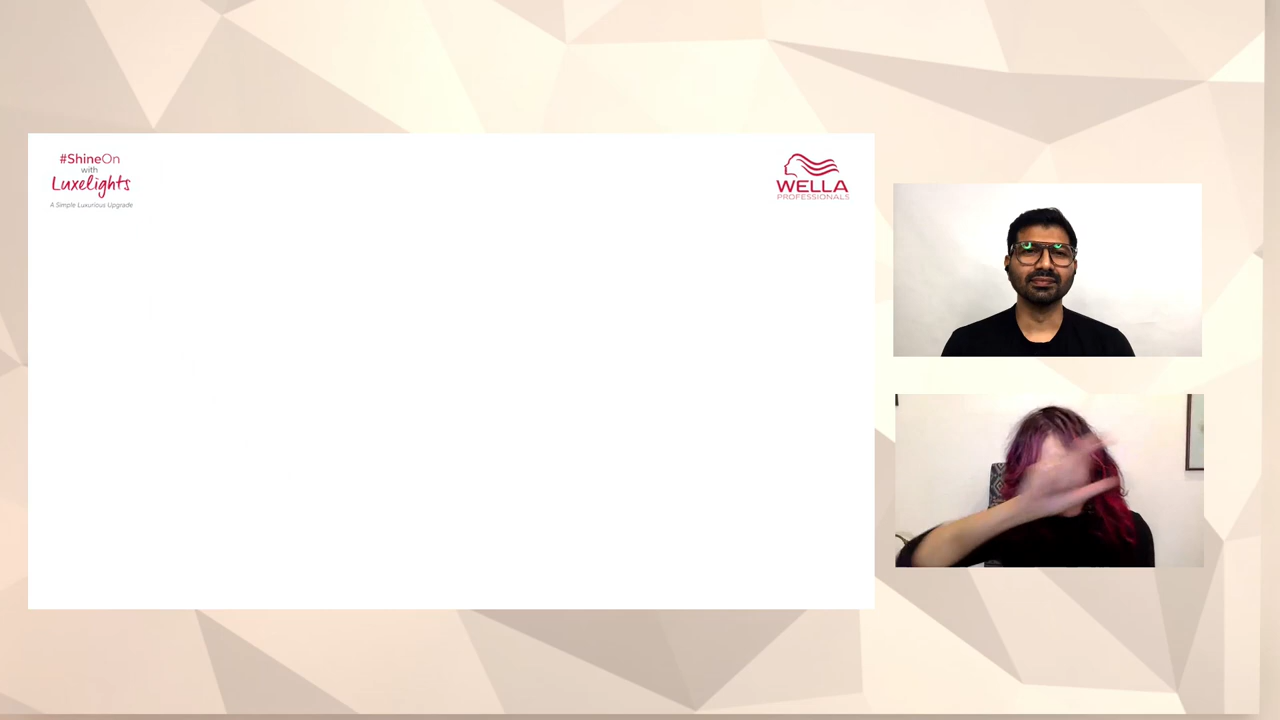 #ShineOn
with
Luxelights
A Simple Luxurious Upgrade
WELLA
PROFESSIONALS